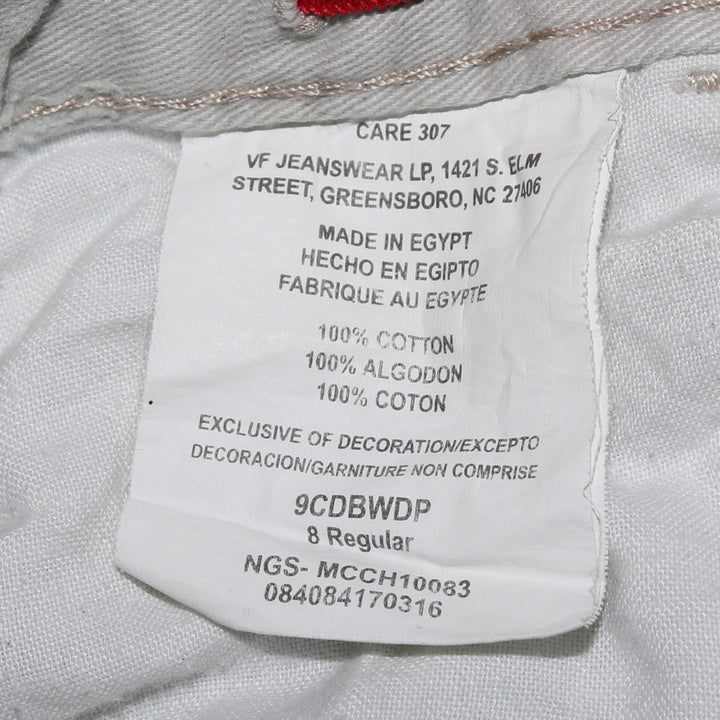 CARE 307
VF JEANSWEAR LP, 1421 S. ELM
STREET, GREENSBORO, NC 27406
MADE IN EGYPT
HECHO EN EGIPTO
FABRIQUE AU EGYPTE
100% COTTON
100% ALGODON
100% COTON
EXCLUSIVE OF DECORATION/EXCEPTO
DECORACION/GARNITURE NON COMPRISE
9CDBWDP
8 Regular
NGS- MCCH10083
084084170316